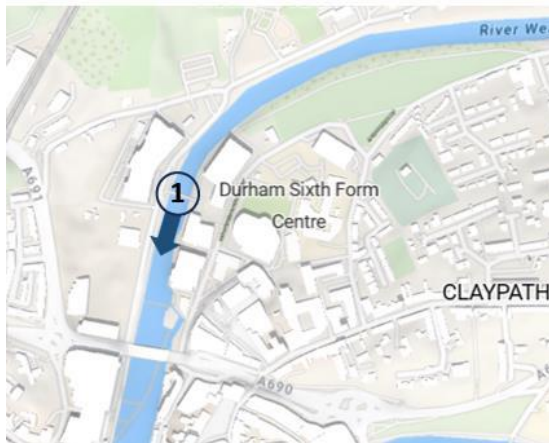 River We
A691
1
Durham Sixth Form
Centre
CLAYPATH
A690